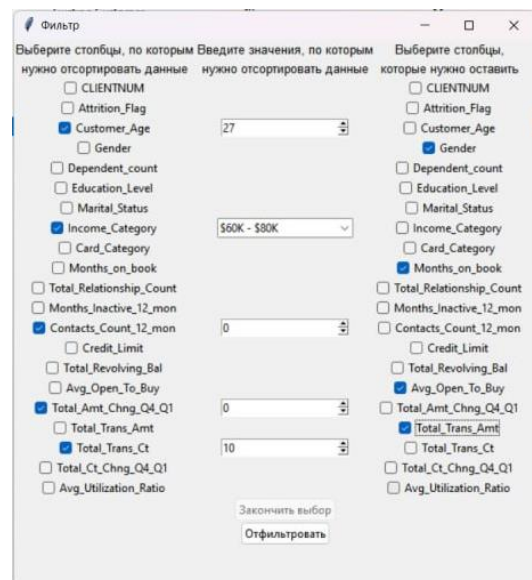 Фильтр
Выберите столбцы, по которым Введите значения, по которым Выберите столбцы,
нужно отсортировать данные нужно отсортировать данные которые нужно оставить
CLIENTNUM CLIENTNUM
Attrition_Flag Attrition_Flag
Customer_Age 27 Customer_Age
Gender Gender
Dependent_count Dependent_count
Education_Level Education_Level
Marital_Status Marital_Status
Income_Category $60K - $80K Income_Category
Card_Category Card_Category
Months_on_book Months_on_book
Total_Relationship_Count Total_Relationship_Count
Months_Inactive_12_mon Months_Inactive_12_mon
Contacts_Count_12_mon 0 Contacts_Count_12_mon
Credit_Limit Credit_Limit
Total_Revolving_Bal Total_Revolving_Bal
Avg_Open_To_Buy Avg_Open_To_Buy
Total_Amt_Chng_Q4_Q1 0 Total_Amt_Chng_Q4_Q1
Total_Trans_Amt Total_Trans_Amt
Total_Trans_Ct 10 Total_Trans_Ct
Total_Ct_Chng_Q4_Q1 Total_Ct_Chng_Q4_Q1
Avg_Utilization_Ratio Avg_Utilization_Ratio
Закончить выбор
Отфильтровать